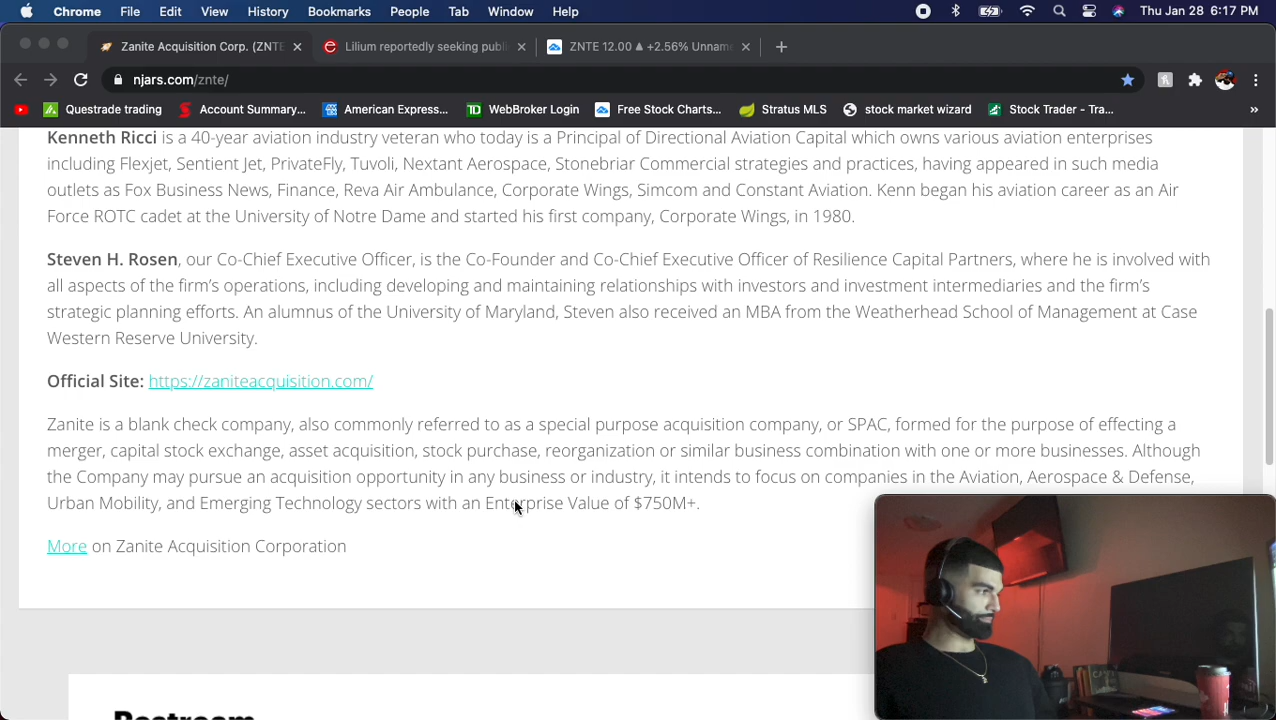 Chrome File Edit View History Bookmarks People Tab Window Help Thu Jan 28 6:17 PM
Zanite Acquisition Corp. (ZNTE Lilium reportedly seeking publi ZNTE 12.00 ▲ +2.56% Unnam
njars.com/znte/
Questrade trading Account Summary... American Express... WebBroker Login Free Stock Charts... Stratus MLS stock market wizard Stock Trader - Tra... »
Kenneth Ricci is a 40-year aviation industry veteran who today is a Principal of Directional Aviation Capital which owns various aviation enterprises
including Flexjet, Sentient Jet, PrivateFly, Tuvoli, Nextant Aerospace, Stonebriar Commercial strategies and practices, having appeared in such media
outlets as Fox Business News, Finance, Reva Air Ambulance, Corporate Wings, Simcom and Constant Aviation. Kenn began his aviation career as an Air
Force ROTC cadet at the University of Notre Dame and started his first company, Corporate Wings, in 1980.
Steven H. Rosen, our Co-Chief Executive Officer, is the Co-Founder and Co-Chief Executive Officer of Resilience Capital Partners, where he is involved with
all aspects of the firm's operations, including developing and maintaining relationships with investors and investment intermediaries and the firm's
strategic planning efforts. An alumnus of the University of Maryland, Steven also received an MBA from the Weatherhead School of Management at Case
Western Reserve University.
Official Site: https://zaniteacquisition.com/
Zanite is a blank check company, also commonly referred to as a special purpose acquisition company, or SPAC, formed for the purpose of effecting a
merger, capital stock exchange, asset acquisition, stock purchase, reorganization or similar business combination with one or more businesses. Although
the Company may pursue an acquisition opportunity in any business or industry, it intends to focus on companies in the Aviation, Aerospace & Defense,
Urban Mobility, and Emerging Technology sectors with an Enterprise Value of $750M+.
More on Zanite Acquisition Corporation
Restream